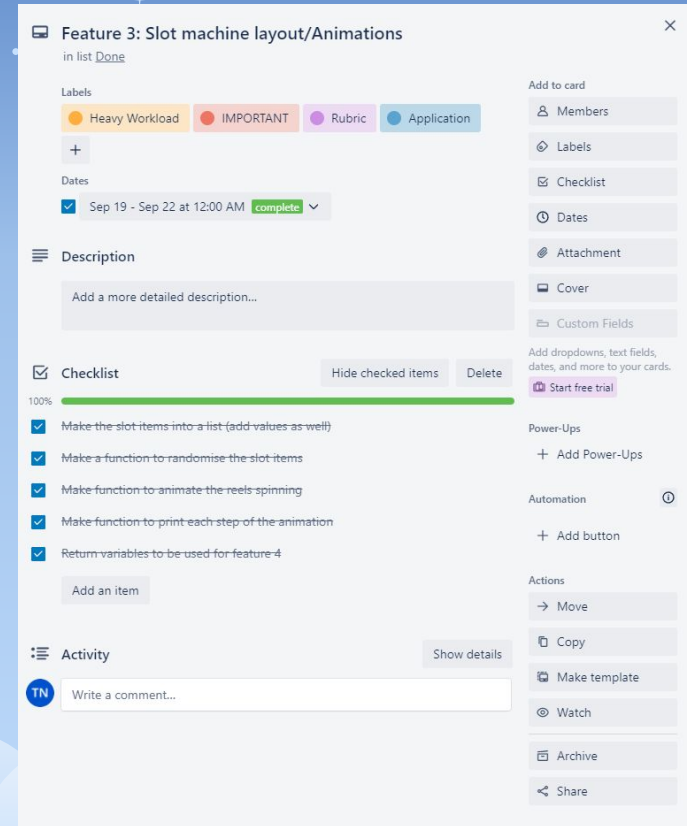 Feature 3: Slot machine layout/Animations
in list Done
Labels
Heavy Workload
IMPORTANT
Rubric
Application
Dates
Sep 19 - Sep 22 at 12:00 AM complete
Description
Add a more detailed description...
Checklist
Hide checked items
Delete
100%
Make the slot items into a list (add values as well)
Make a function to randomise the slot items
Make function to animate the reels spinning
Make function to print each step of the animation
Return variables to be used for feature 4
Add an item
Activity
Show details
TN
Write a comment...
Add to card
Members
Labels
Checklist
Dates
Attachment
Cover
Custom Fields
Add dropdowns, text fields,
dates, and more to your cards.
Start free trial
Power-Ups
+ Add Power-Ups
Automation
+ Add button
Actions
Move
Copy
Make template
Watch
Archive
Share